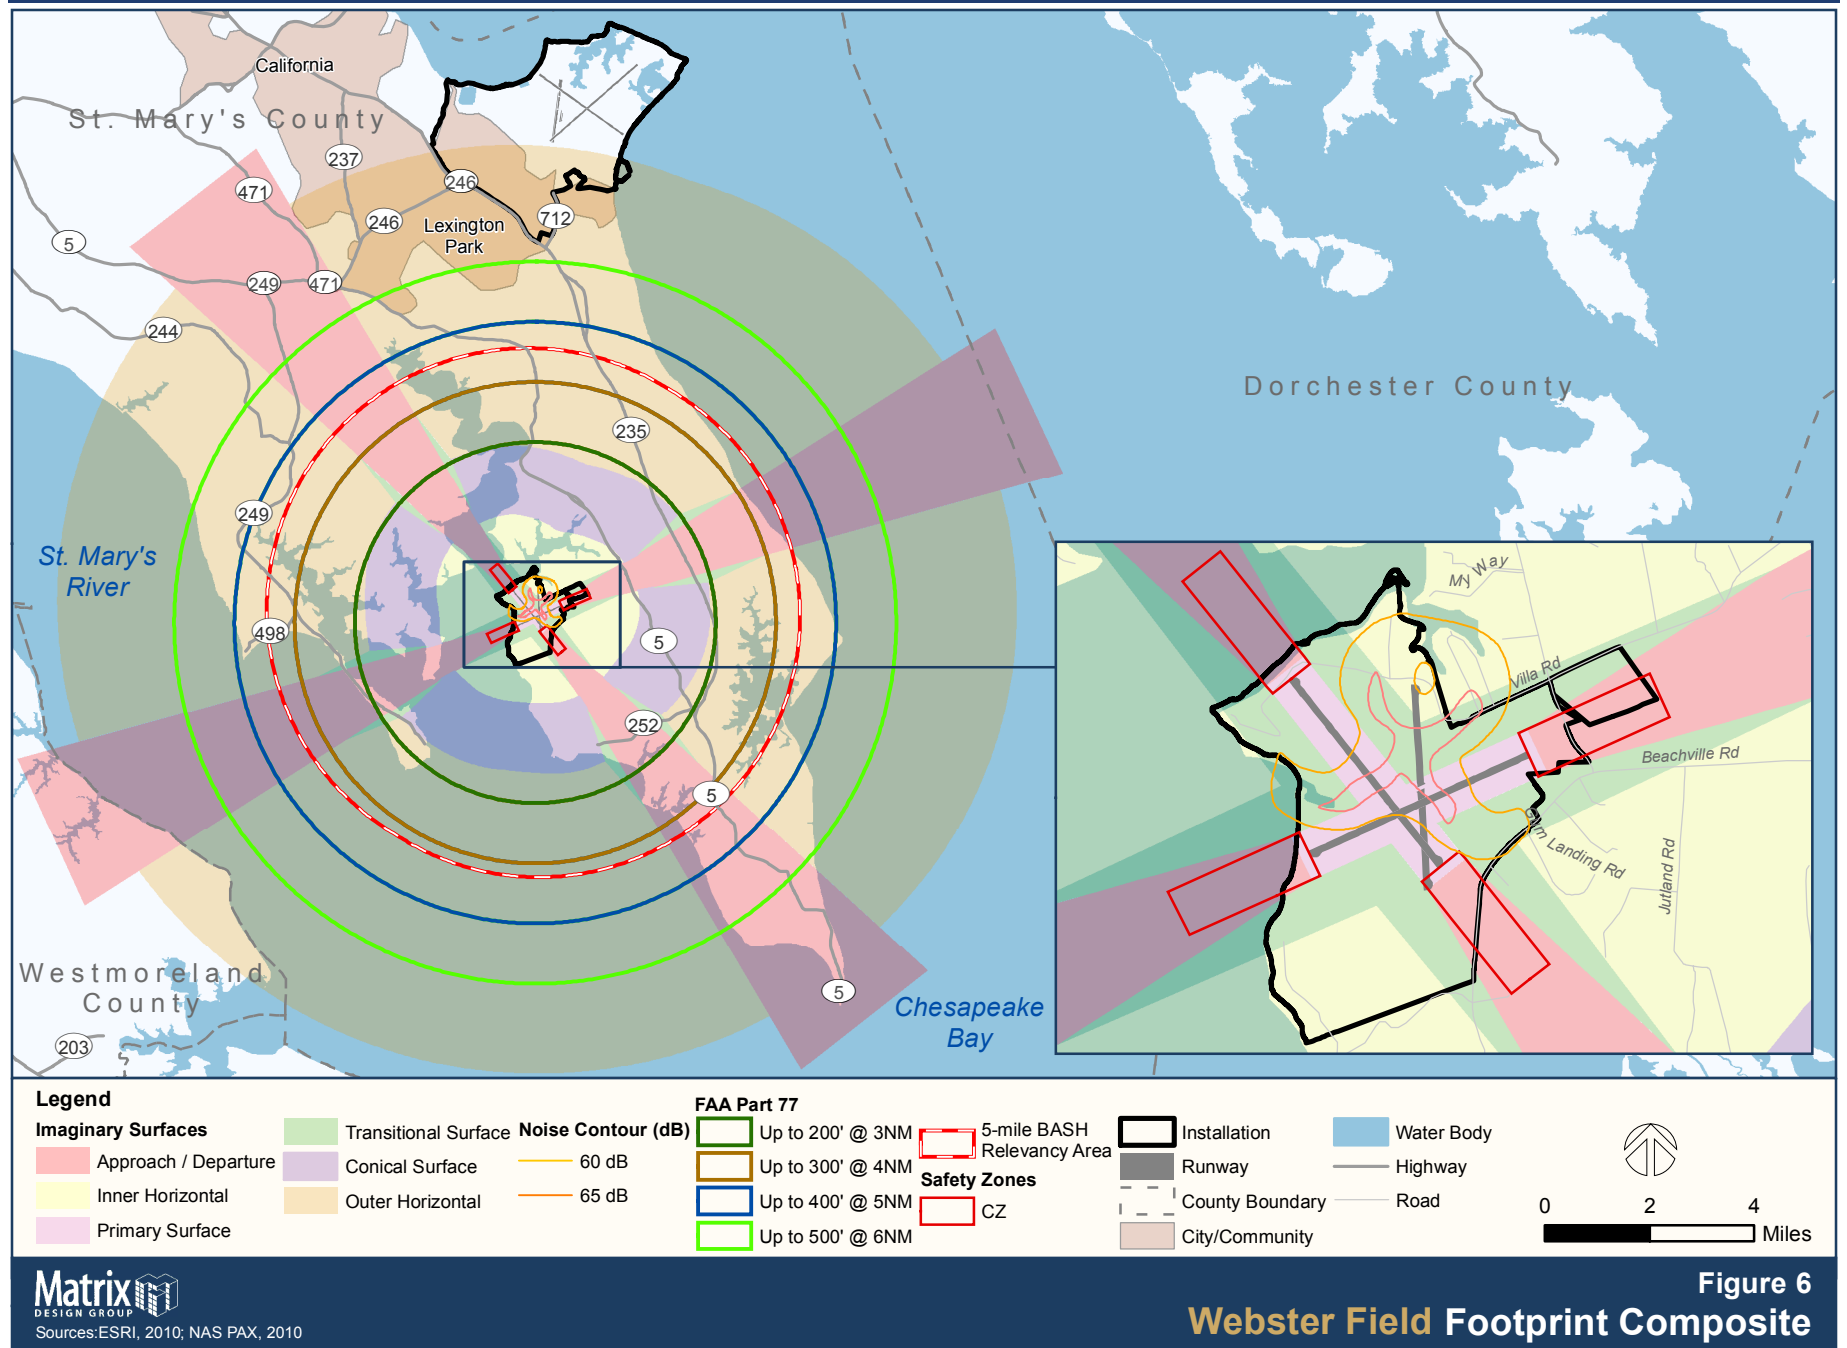 California
St. Mary's County
237
471
246
246
712
Lexington
Park
5
249
471
244
235
Dorchester County
249
St. Mary's
River
498
5
252
5
5
Westmoreland
County
203
Chesapeake
Bay
My Way
Villa Rd
Beachville Rd
Landing Rd
Jutland Rd
Legend
Imaginary Surfaces
Approach / Departure
Inner Horizontal
Primary Surface
Transitional Surface
Conical Surface
Outer Horizontal
Noise Contour (dB)
60 dB
65 dB
FAA Part 77
Up to 200' @ 3NM
Up to 300' @ 4NM
Up to 400' @ 5NM
Up to 500' @ 6NM
5-mile BASH
Relevancy Area
Safety Zones
CZ
Installation
Runway
County Boundary
City/Community
Water Body
Highway
Road
0 2 4
Miles
Matrix
DESIGN GROUP
Sources:ESRI, 2010; NAS PAX, 2010
Figure 6
Webster Field Footprint Composite